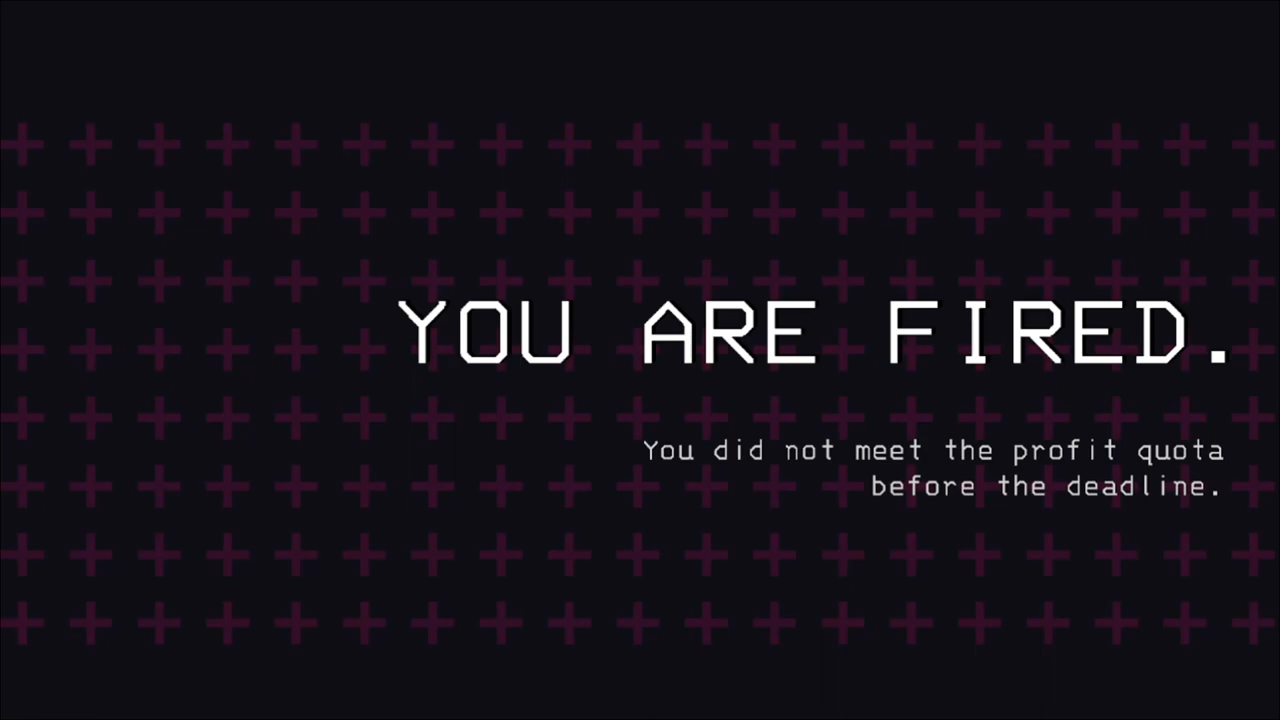 YOU ARE FIRED.
You did not meet the profit quota
before the deadline.